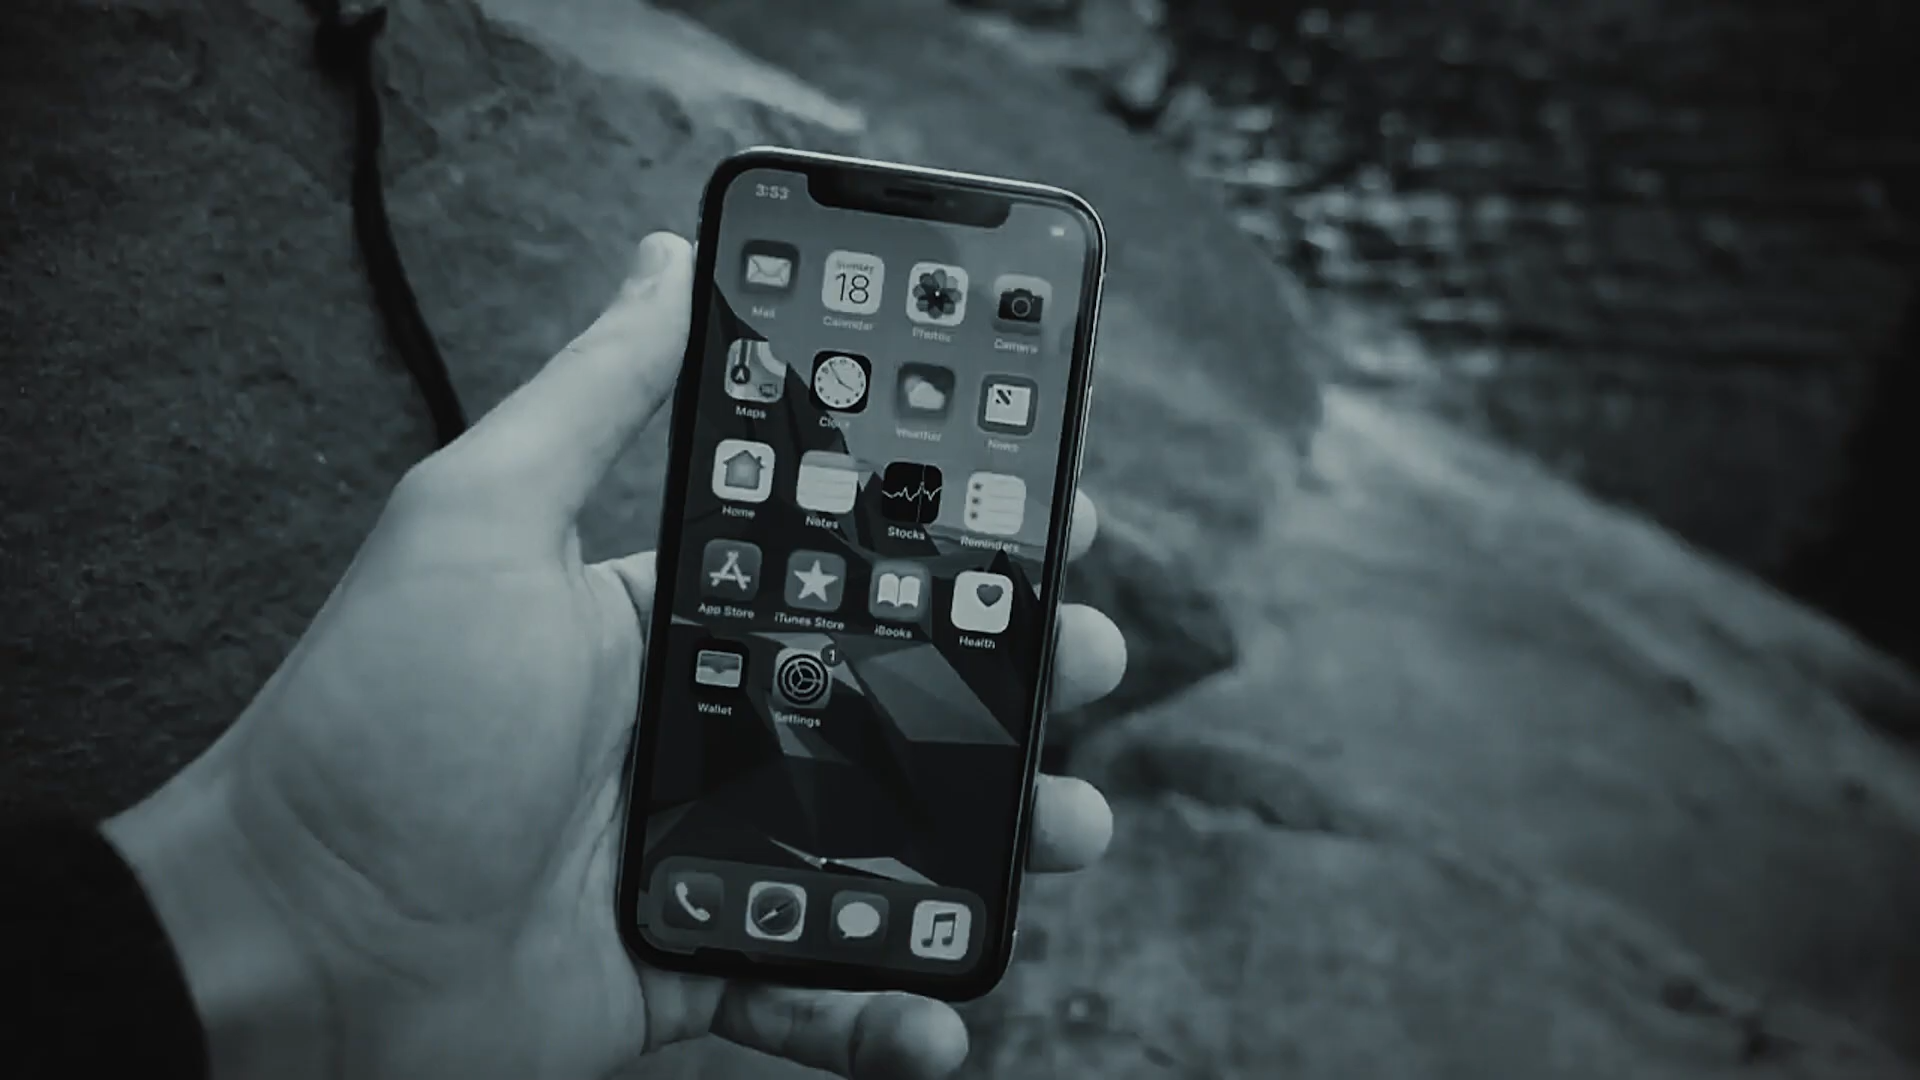 3:53
Sunday
18
Mail
Calendar
Photos
Camera
Maps
Clock
Weather
News
Home
Notes
Stocks
Reminders
App Store
iTunes Store
iBooks
Health
1
Wallet
Settings